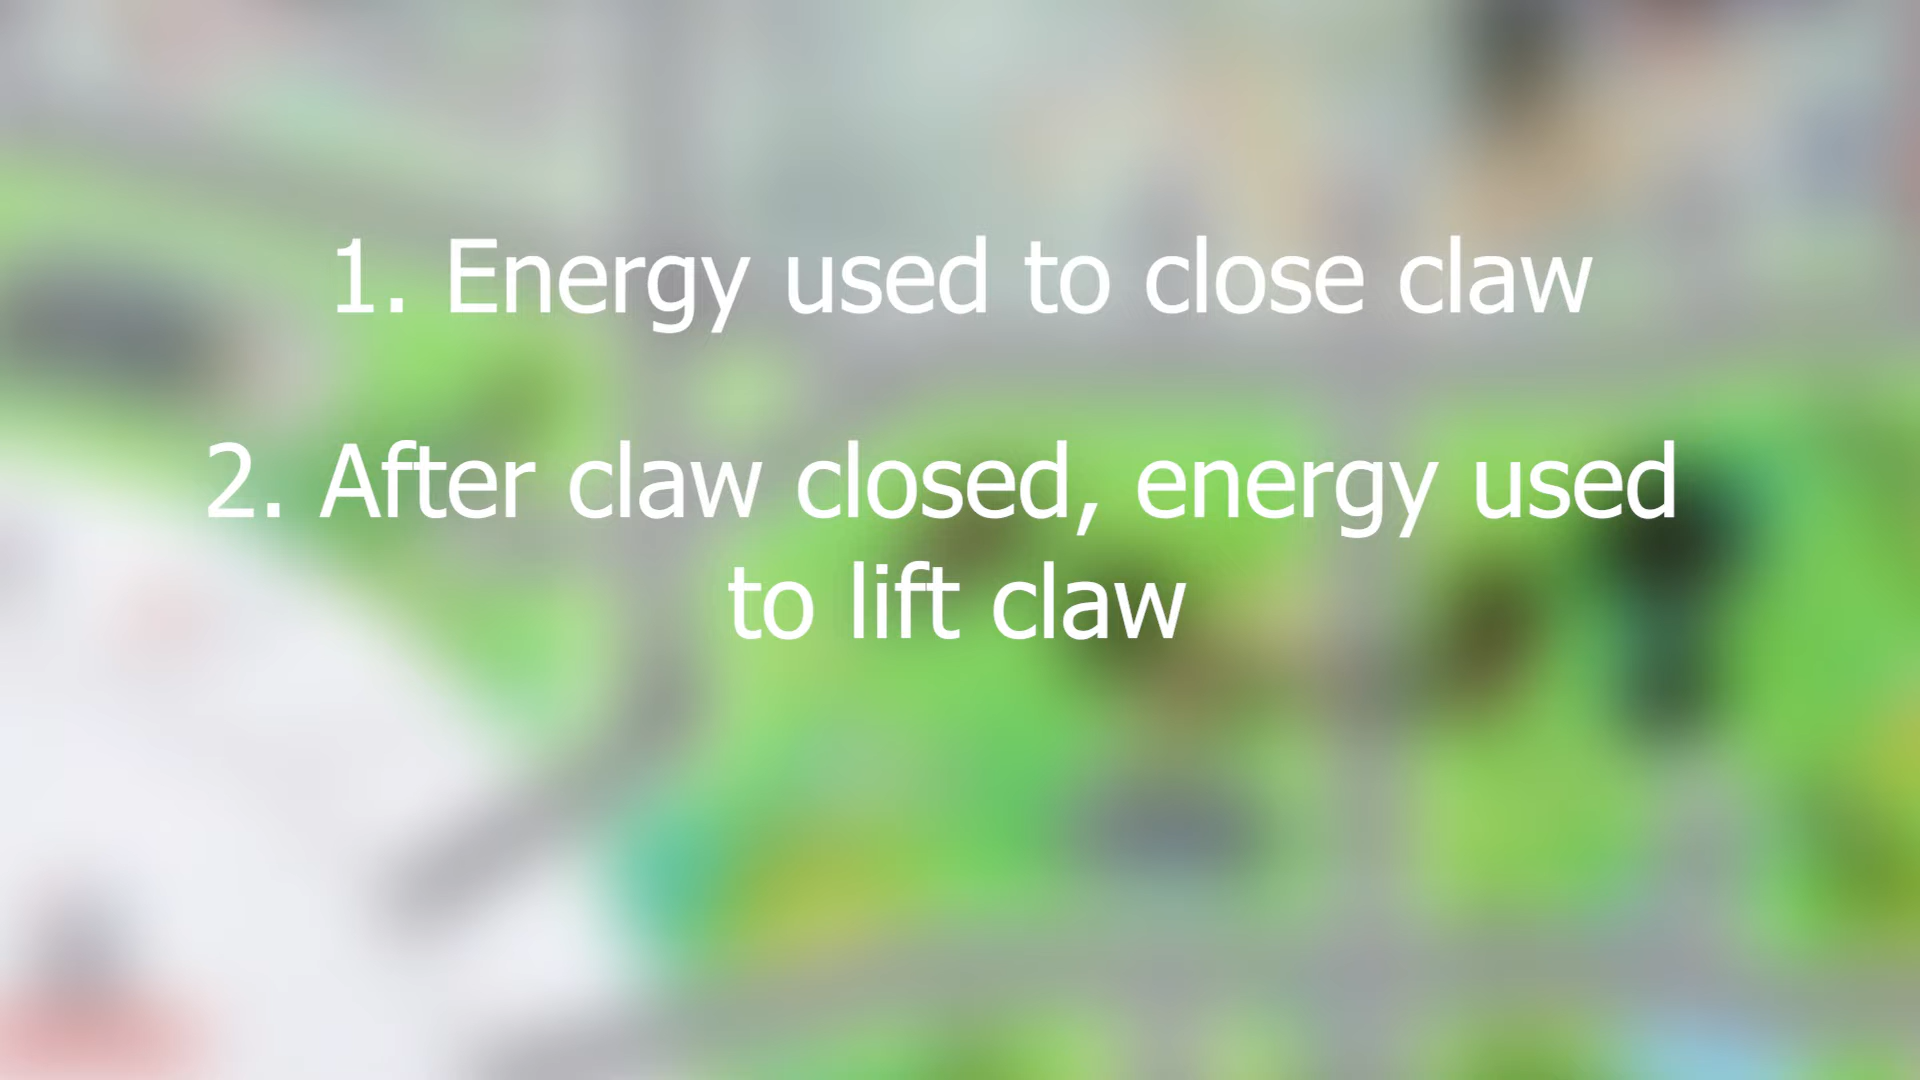 1. Energy used to close claw
2. After claw closed, energy used
to lift claw